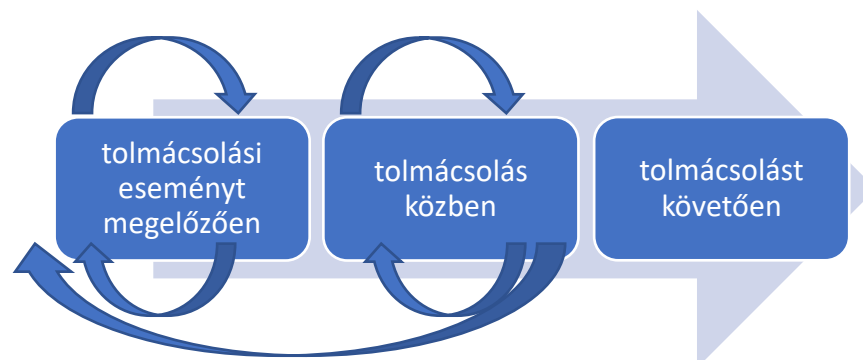 tolmácsolási
eseményt
megelőzően
tolmácsolás
közben
tolmácsolást
követően